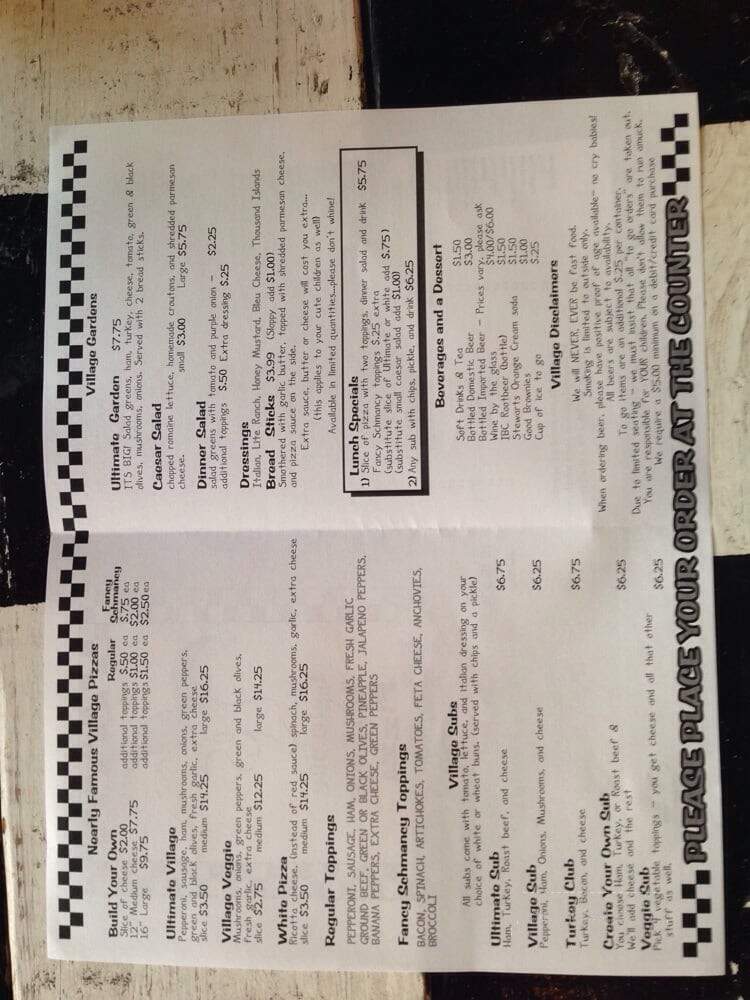 Nearly Famous Village Pizzas
Build Your Own Regular Fancy Schmancy
Slice of cheese $2.00 additional toppings $.50 ea $.75 ea
12" Medium cheese $7.75 additional toppings $1.00 ea $2.00 ea
16" Large $9.75 additional toppings $1.50 ea $2.50 ea
Ultimate Village
Pepperoni, sausage, ham, mushrooms, onions, green peppers,
green and black olives, fresh garlic, extra cheese
slice $3.50 medium $14.25 large $16.25
Village Veggie
Mushrooms, onions, green peppers, green and black olives,
fresh garlic, extra cheese
slice $2.75 medium $12.25 large $14.25
White Pizza
Ricotta cheese, (instead of red sauce) spinach, mushrooms, garlic, extra cheese
slice $3.50 medium $14.25 large $16.25
Regular Toppings
PEPPERONI, SAUSAGE, HAM, ONIONS, MUSHROOMS, FRESH GARLIC
GROUND BEEF, GREEN OR BLACK OLIVES, PINEAPPLE, JALAPENO PEPPERS,
BANANA PEPPERS, EXTRA CHEESE, GREEN PEPPERS
Fancy Schmancy Toppings
BACON, SPINACH, ARTICHOKES, TOMATOES, FETA CHEESE, ANCHOVIES,
BROCCOLI
Village Subs
All subs come with tomato, lettuce, and italian dressing on your
choice of white or wheat buns. (served with chips and a pickle)
Ultimate Sub $6.75
Ham, Turkey, Roast beef, and cheese
Village Sub $6.25
Pepperoni, Ham, Onions, Mushrooms, and cheese
Turkey Club $6.75
Turkey, Bacon, and cheese
Create Your Own Sub $6.25
You choose Ham, Turkey, or Roast beef &
We'll add cheese and the rest
Veggie Sub $6.25
Pick 3 vegetable toppings – you get cheese and all that other
stuff as well.
Village Gardens
Ultimate Garden $7.75
ITS BIG! Salad greens, ham, turkey, cheese, tomato, green & black
olives, mushrooms, onions. Served with 2 bread sticks.
Caesar Salad
chopped romaine lettuce, homemade croutons, and shredded parmesan
cheese. small $3.00 Large $5.75
Dinner Salad
salad greens with tomato and purple onion – $2.25
additional toppings $.50 Extra dressing $.25
Dressings
Italian, Lite Ranch, Honey Mustard, Bleu Cheese, Thousand Islands
Bread Sticks $3.99 (Sloppy add $1.00)
Smothered with garlic butter, topped with shredded parmesan cheese,
and pizza sauce on the side.
Extra sauce, butter or cheese will cost you extra...
(this applies to your cute children as well)
Available in limited quantities...please don't whine!
Lunch Specials
1) Slice of pizza with two toppings, dinner salad and drink $5.75
Fancy Schmancy toppings $.25 extra
(substitute slice of Ultimate or white add $.75)
(substitute small caesar salad add $1.00)
2) Any sub with chips, pickle, and drink $6.25
Beverages and a Dessert
Soft Drinks & Tea $1.50
Bottled Domestic Beer $3.00
Bottled Imported Beer – Prices vary, please ask
Wine by the glass $4.00/$6.00
IBC Rootbeer (bottle) $1.50
Stewarts Orange Cream soda $1.50
Good Brownies $1.00
Cup of ice to go $.25
Village Disclaimers
We will NEVER, EVER be fast food.
Smoking is limited to outside only.
When ordering beer, please have positive proof of age available– no cry babies!
All beers are subject to availability.
To go items are an additional $.25 per container.
Due to limited seating – we must insist that all "to go orders" are taken out.
You are responsible for YOUR children. Please don't allow them to run amuck.
We require a $5.00 minimum on a debit/credit card purchase
PLEASE PLACE YOUR ORDER AT THE COUNTER